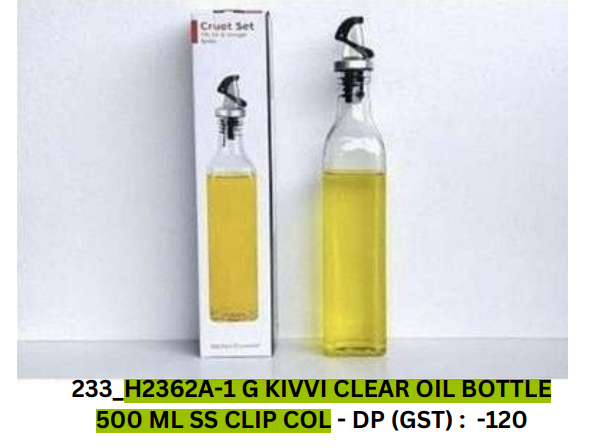 Cruet Set
233_H2362A-1 G KIVVI CLEAR OIL BOTTLE
500 ML SS CLIP COL - DP (GST) :  -120